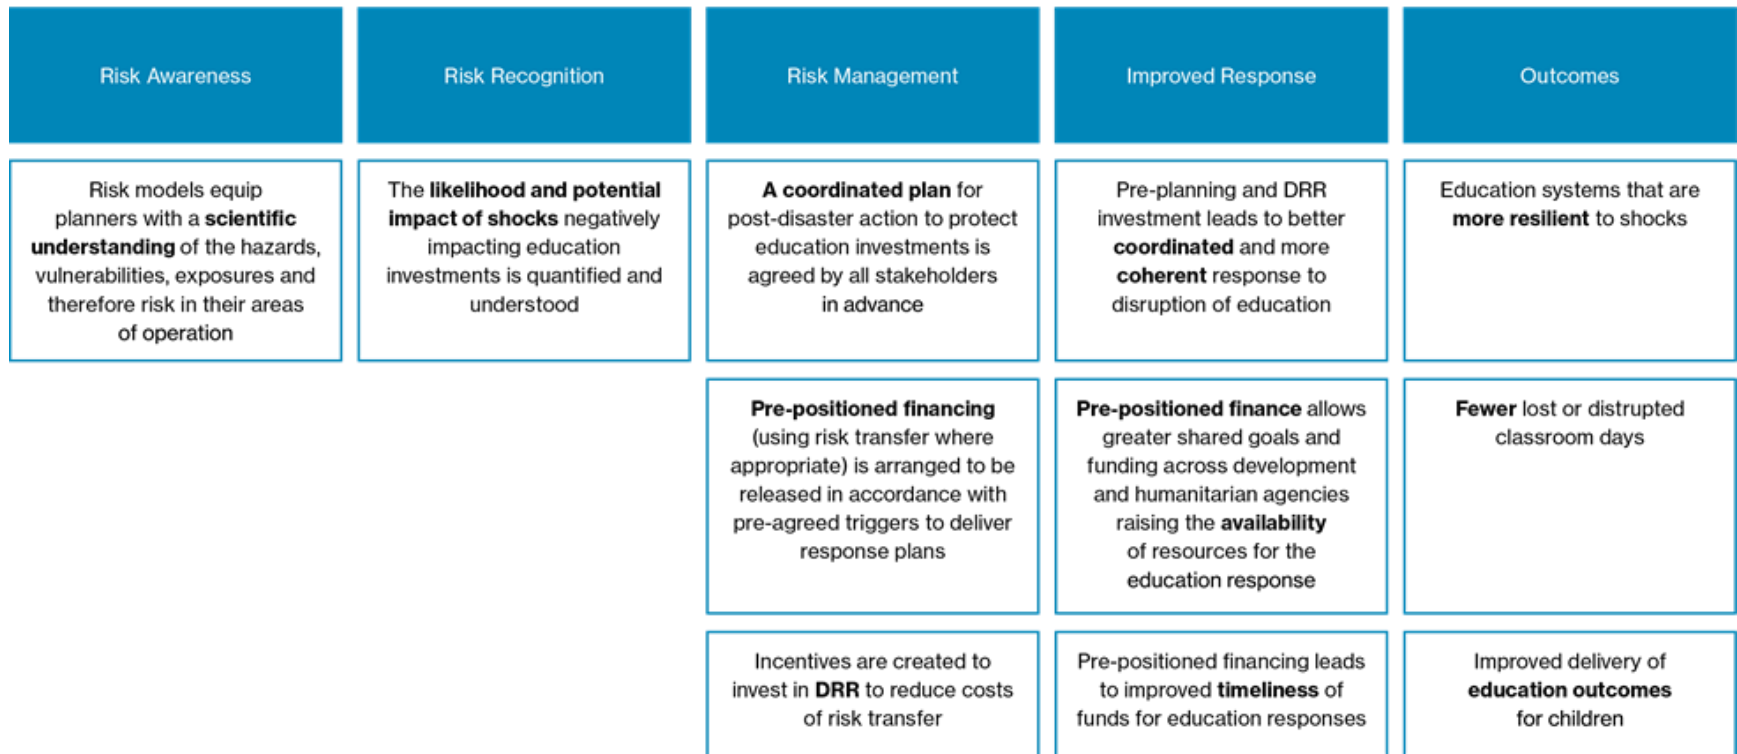 Risk Awareness
Risk Recognition
Risk Management
Improved Response
Outcomes
Risk models equip
planners with a scientific
understanding of the hazards,
vulnerabilities, exposures and
therefore risk in their areas
of operation
The likelihood and potential
impact of shocks negatively
impacting education
investments is quantified and
understood
A coordinated plan for
post-disaster action to protect
education investments is
agreed by all stakeholders
in advance
Pre-planning and DRR
investment leads to better
coordinated and more
coherent response to
disruption of education
Education systems that are
more resilient to shocks
Pre-positioned financing
(using risk transfer where
appropriate) is arranged to be
released in accordance with
pre-agreed triggers to deliver
response plans
Pre-positioned finance allows
greater shared goals and
funding across development
and humanitarian agencies
raising the availability
of resources for the
education response
Fewer lost or distrupted
classroom days
Incentives are created to
invest in DRR to reduce costs
of risk transfer
Pre-positioned financing leads
to improved timeliness of
funds for education responses
Improved delivery of
education outcomes
for children